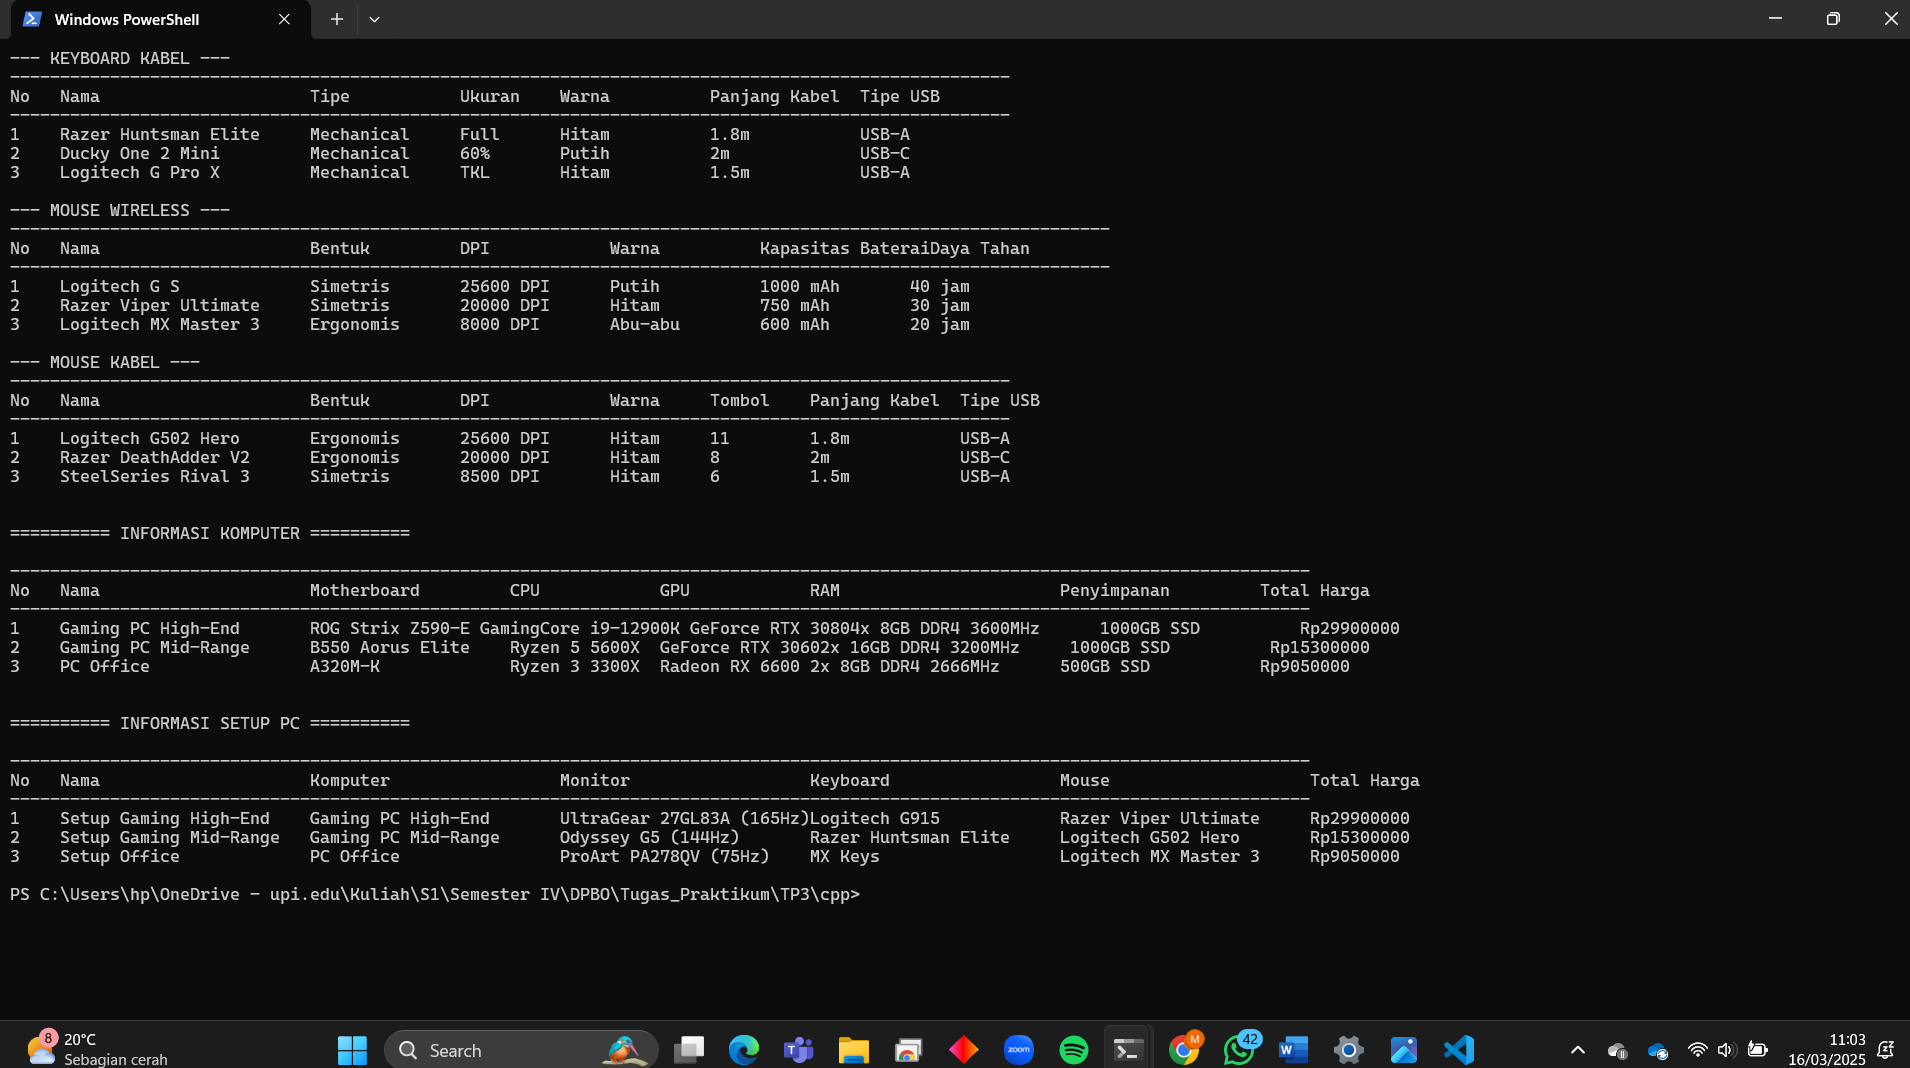 Windows PowerShell
--- KEYBOARD KABEL ---
----------------------------------------------------------------------------------------------------
No   Nama                     Tipe           Ukuran    Warna          Panjang Kabel  Tipe USB
----------------------------------------------------------------------------------------------------
1    Razer Huntsman Elite     Mechanical     Full      Hitam          1.8m           USB-A
2    Ducky One 2 Mini         Mechanical     60%       Putih          2m             USB-C
3    Logitech G Pro X         Mechanical     TKL       Hitam          1.5m           USB-A
--- MOUSE WIRELESS ---
--------------------------------------------------------------------------------------------------------------
No   Nama                     Bentuk         DPI            Warna          Kapasitas BateraiDaya Tahan
--------------------------------------------------------------------------------------------------------------
1    Logitech G S             Simetris       25600 DPI      Putih          1000 mAh       40 jam
2    Razer Viper Ultimate     Simetris       20000 DPI      Hitam          750 mAh        30 jam
3    Logitech MX Master 3     Ergonomis      8000 DPI       Abu-abu        600 mAh        20 jam
--- MOUSE KABEL ---
----------------------------------------------------------------------------------------------------
No   Nama                     Bentuk         DPI            Warna     Tombol    Panjang Kabel  Tipe USB
----------------------------------------------------------------------------------------------------
1    Logitech G502 Hero       Ergonomis      25600 DPI      Hitam     11        1.8m           USB-A
2    Razer DeathAdder V2      Ergonomis      20000 DPI      Hitam     8         2m             USB-C
3    SteelSeries Rival 3      Simetris       8500 DPI       Hitam     6         1.5m           USB-A
========== INFORMASI KOMPUTER ==========
----------------------------------------------------------------------------------------------------------------------------------
No   Nama                     Motherboard         CPU            GPU            RAM                      Penyimpanan         Total Harga
----------------------------------------------------------------------------------------------------------------------------------
1    Gaming PC High-End       ROG Strix Z590-E GamingCore i9-12900K GeForce RTX 30804x 8GB DDR4 3600MHz      1000GB SSD          Rp29900000
2    Gaming PC Mid-Range      B550 Aorus Elite    Ryzen 5 5600X  GeForce RTX 30602x 16GB DDR4 3200MHz     1000GB SSD          Rp15300000
3    PC Office                A320M-K             Ryzen 3 3300X  Radeon RX 6600 2x 8GB DDR4 2666MHz      500GB SSD           Rp9050000
========== INFORMASI SETUP PC ==========
----------------------------------------------------------------------------------------------------------------------------------
No   Nama                     Komputer                 Monitor                  Keyboard                 Mouse                    Total Harga
----------------------------------------------------------------------------------------------------------------------------------
1    Setup Gaming High-End    Gaming PC High-End       UltraGear 27GL83A (165Hz)Logitech G915            Razer Viper Ultimate     Rp29900000
2    Setup Gaming Mid-Range   Gaming PC Mid-Range      Odyssey G5 (144Hz)       Razer Huntsman Elite     Logitech G502 Hero       Rp15300000
3    Setup Office             PC Office                ProArt PA278QV (75Hz)    MX Keys                  Logitech MX Master 3     Rp9050000
PS C:\Users\hp\OneDrive - upi.edu\Kuliah\S1\Semester IV\DPBO\Tugas_Praktikum\TP3\cpp>
8
20°C
Sebagian cerah
Search
T
zoom
M
42
W
11:03
16/03/2025